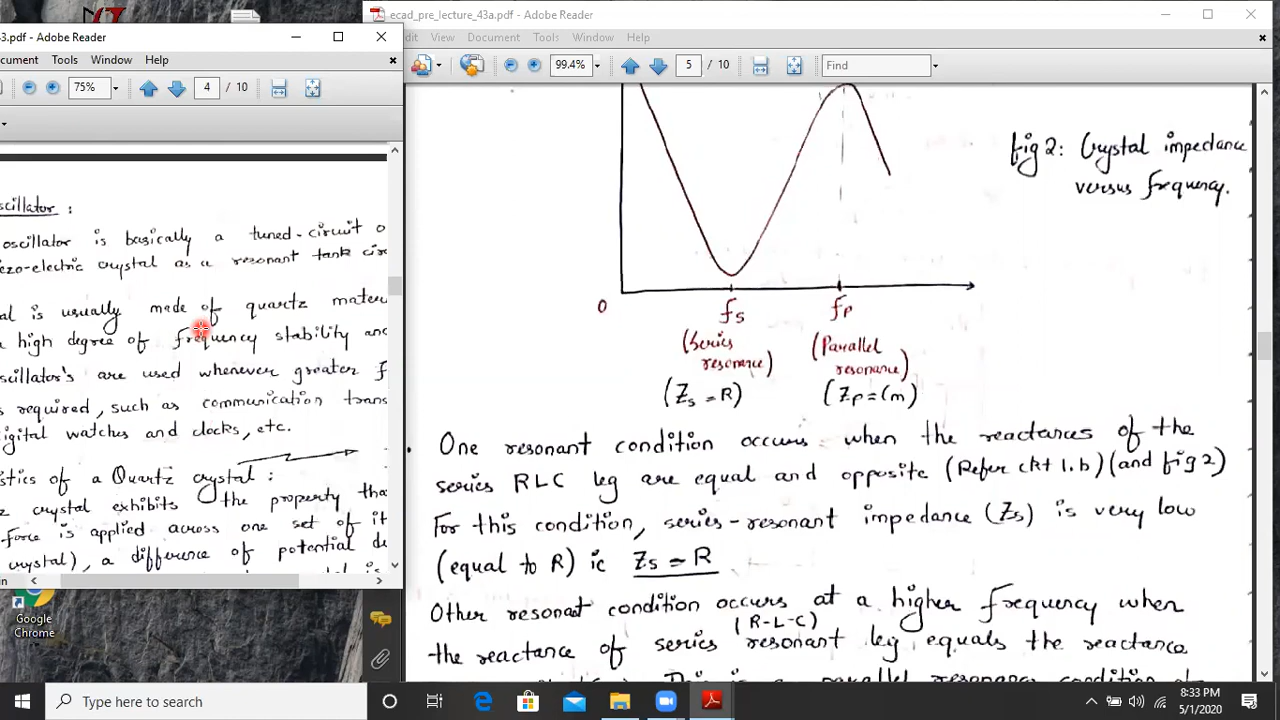 ecad_pre_lecture_43a.pdf - Adobe Reader
View Document Tools Window Help
99.4% 5 / 10 Find
3.pdf - Adobe Reader
cument Tools Window Help
75% 4 / 10
scillator :
oscillator is basically a tuned-circuit o
ezo-electric crystal as a resonant tank circ
al is usually made of quartz mater
a high degree of frequency stability and
oscillator's are used whenever greater f
s required, such as communication trans
digital watches and clocks, etc.
stics of a Quartz crystal :
z crystal exhibits the property tha
force is applied across one set of it
crystal), a difference of potential de
in
Google
Chrome
fig 2: Crystal impedance
versus frequency.
0 fs fp
(Series resonance) (Parallel resonance)
(Zs = R) (Zp = (m)
• One resonant condition occurs when the reactances of the
series RLC leg are equal and opposite (Refer ckt 1.b) (and fig 2)
For this condition, series-resonant impedance (Zs) is very low
(equal to R) ie Zs = R
Other resonant condition occurs at a higher frequency when
(R-L-C)
the reactance of series resonant leg equals the reactance
Type here to search
8:33 PM
5/1/2020